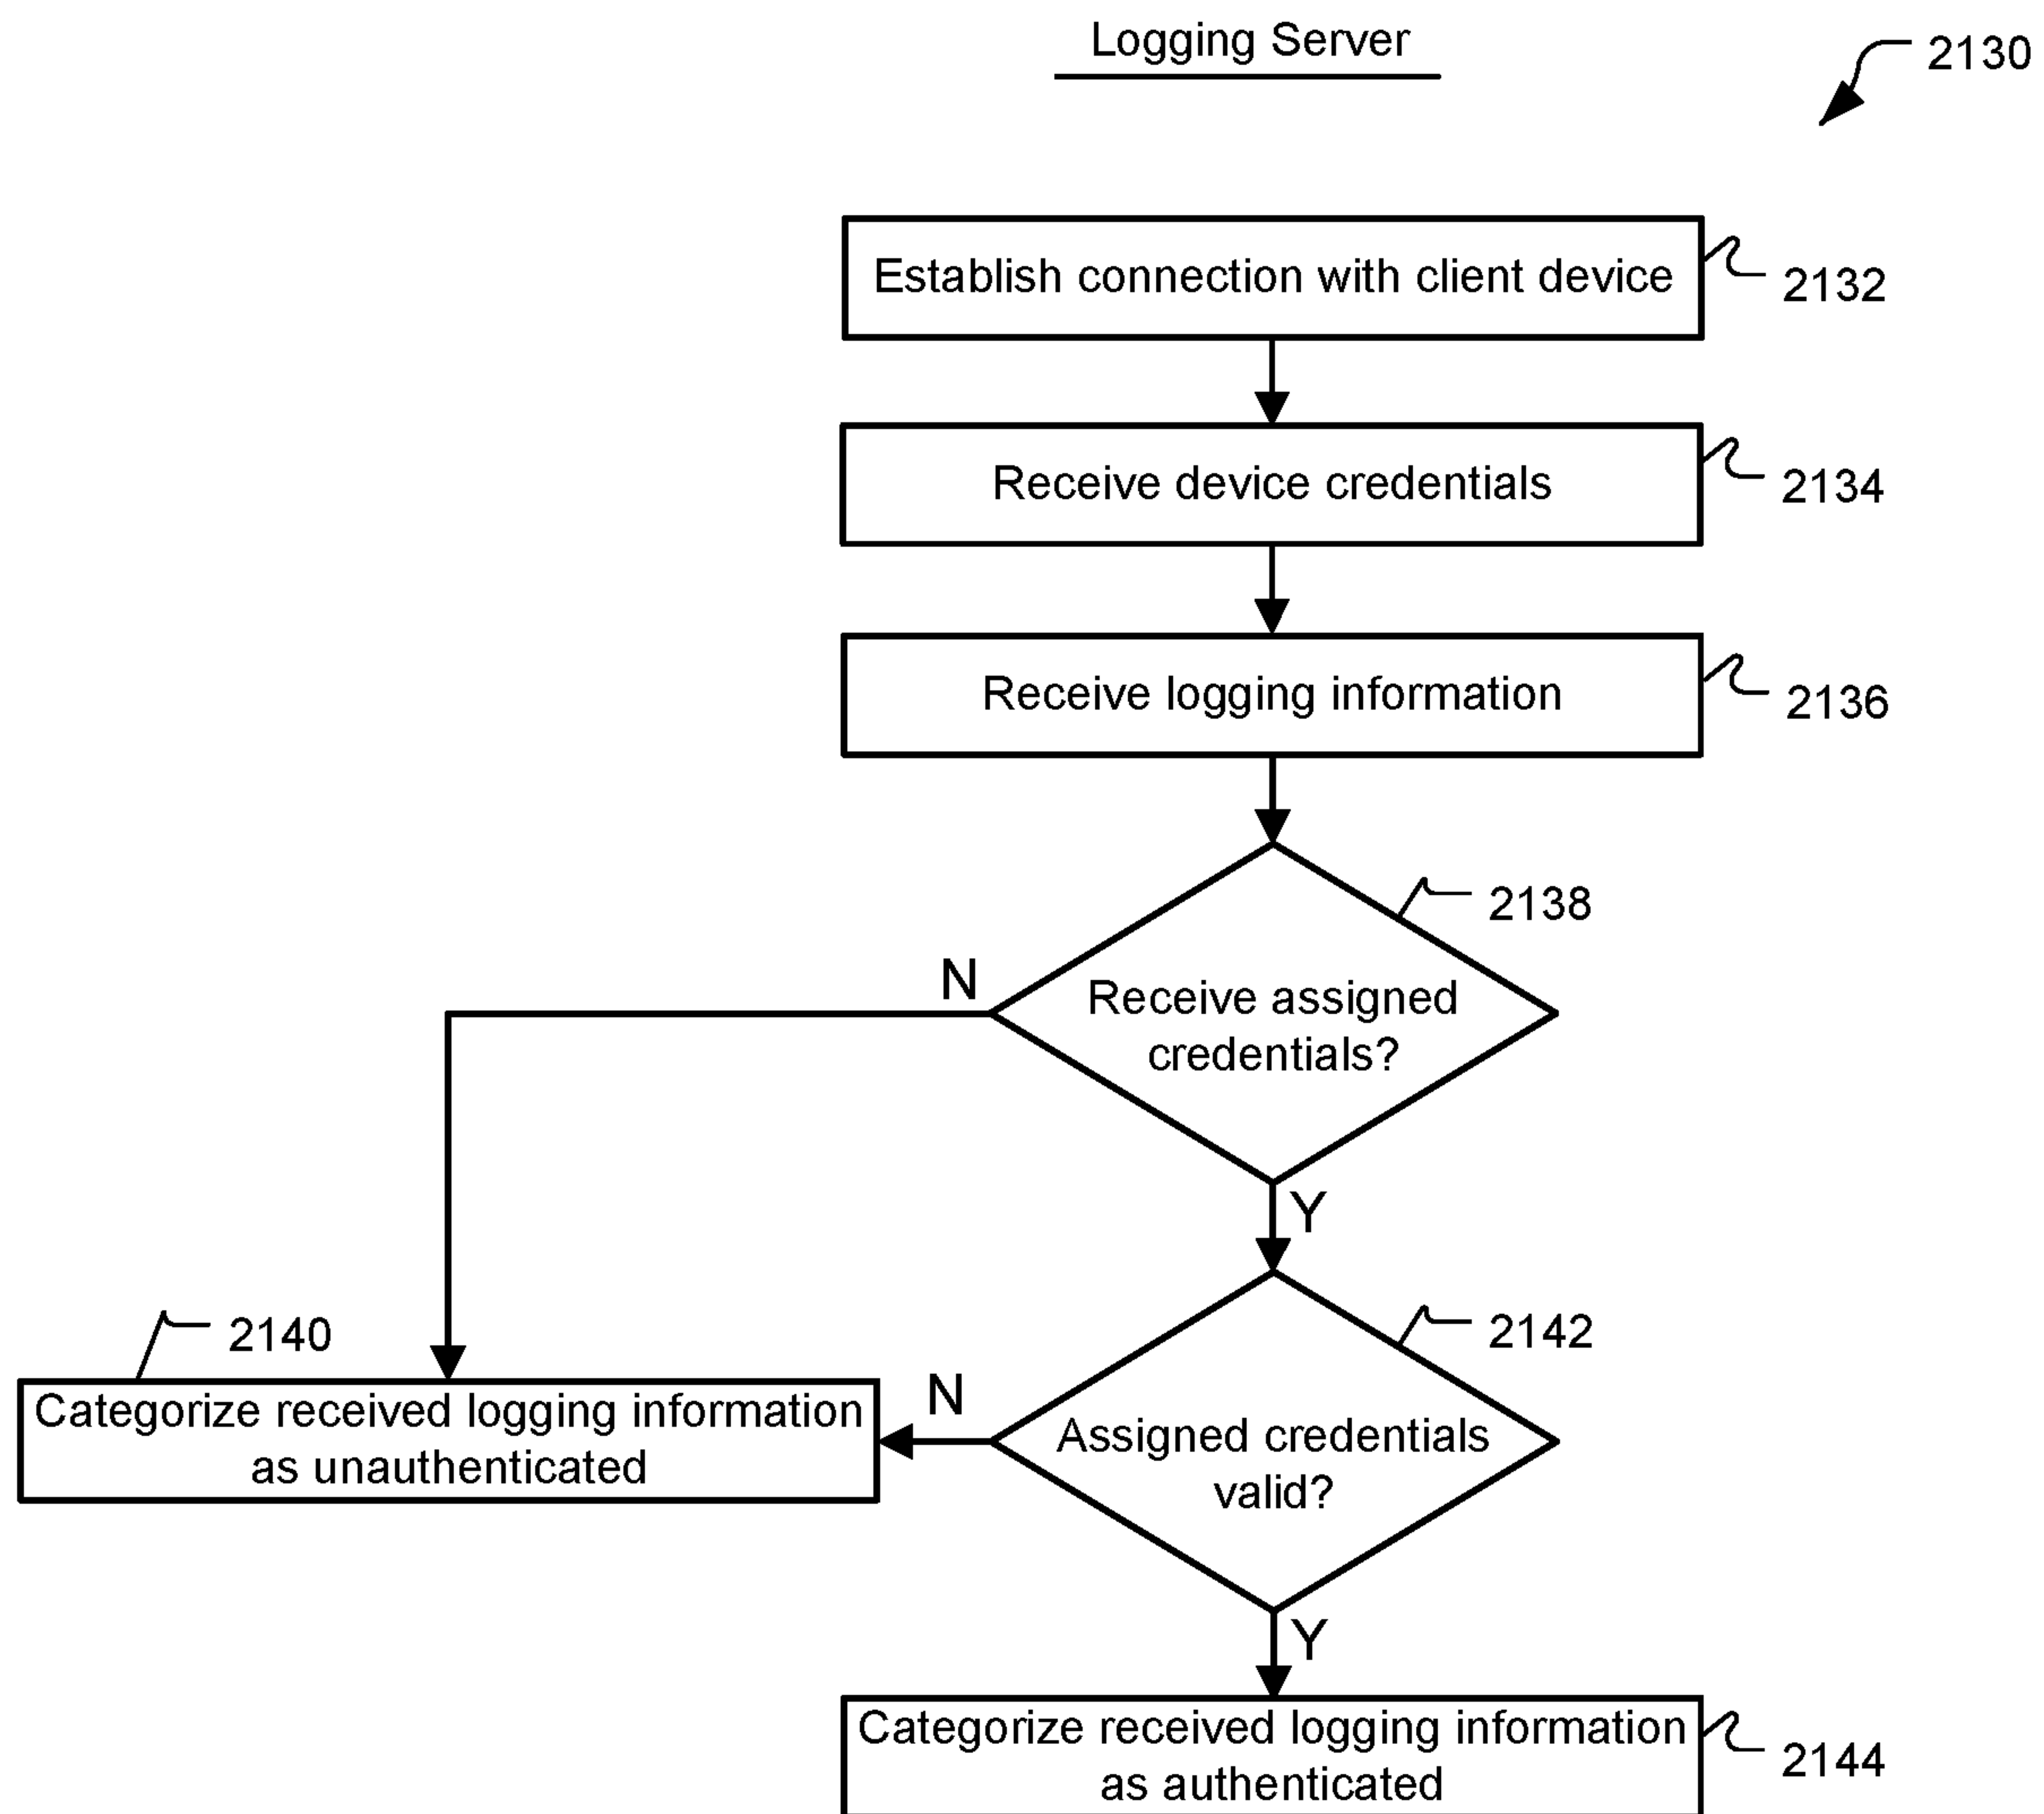 Logging Server
2130
Establish connection with client device
2132
Receive device credentials
2134
Receive logging information
2136
2138
Receive assigned
credentials?
N
Y
2140
Categorize received logging information
as unauthenticated
N
2142
Assigned credentials
valid?
Y
Categorize received logging information
as authenticated
2144